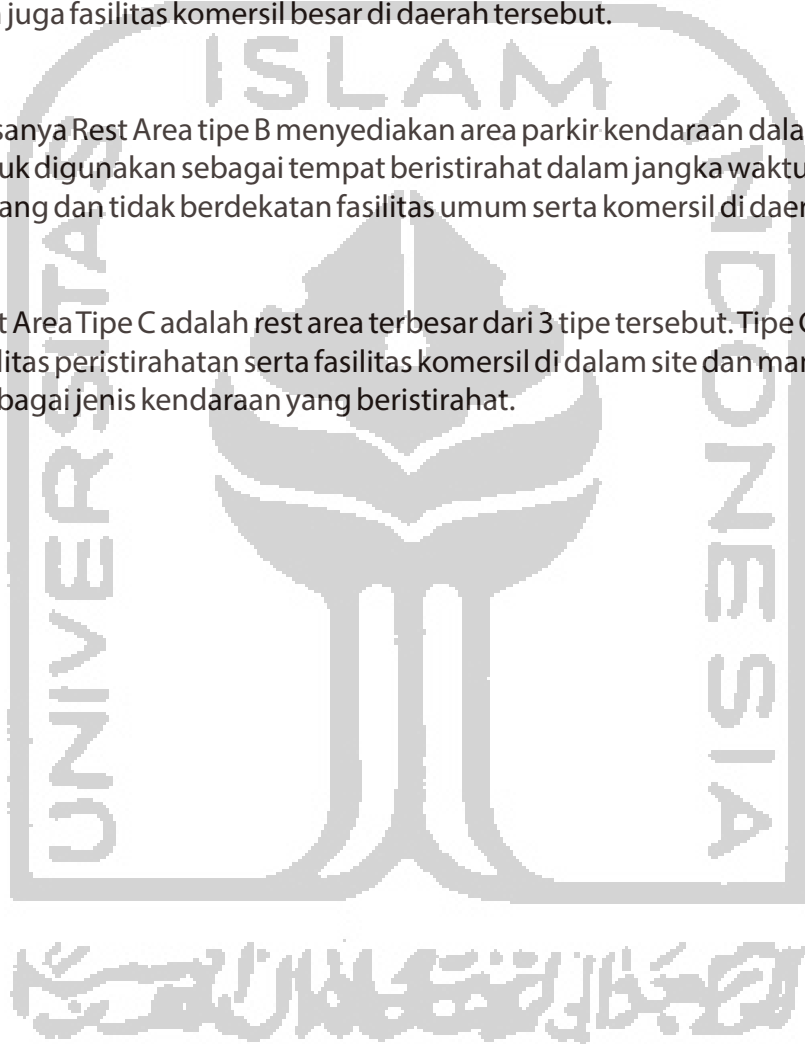 juga fasilitas komersil besar di daerah tersebut.
sanya Rest Area tipe B menyediakan area parkir kendaraan dala
uk digunakan sebagai tempat beristirahat dalam jangka waktu
ang dan tidak berdekatan fasilitas umum serta komersil di daer
t Area Tipe C adalah rest area terbesar dari 3 tipe tersebut. Tipe C
litas peristirahatan serta fasilitas komersil di dalam site dan ma
bagai jenis kendaraan yang beristirahat.
UNIVERSITAS
ISLAM
INDONESIA